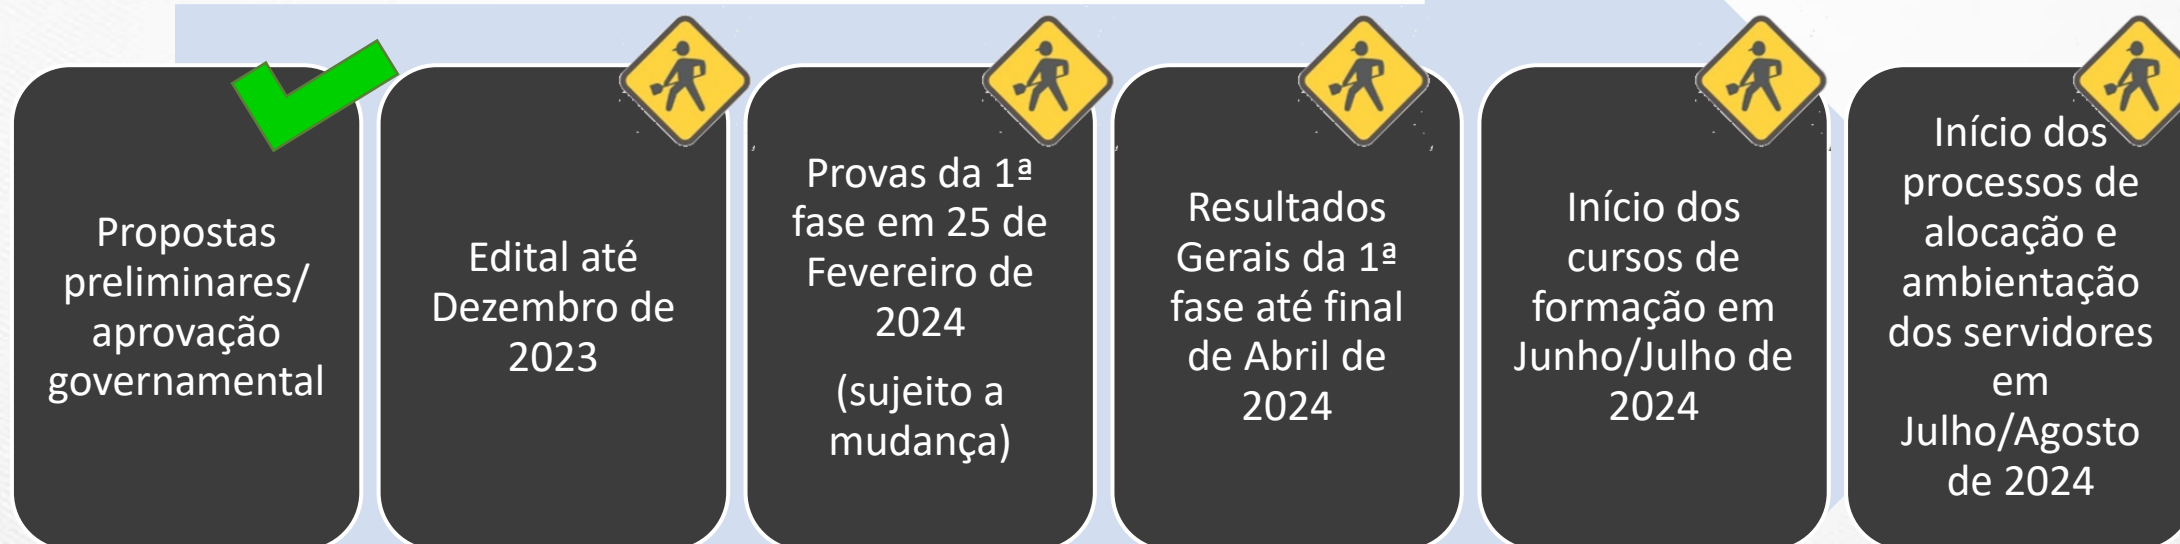 Propostas
preliminares/
aprovação
governamental
Edital até
Dezembro de
2023
Provas da 1ª
fase em 25 de
Fevereiro de
2024
(sujeito a
mudança)
Resultados
Gerais da 1ª
fase até final
de Abril de
2024
Início dos
cursos de
formação em
Junho/Julho de
2024
Início dos
processos de
alocação e
ambientação
dos servidores
em
Julho/Agosto
de 2024